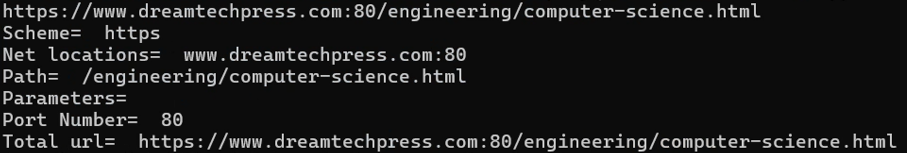 https://www.dreamtechpress.com:80/engineering/computer-science.html
Scheme=  https
Net locations=  www.dreamtechpress.com:80
Path=  /engineering/computer-science.html
Parameters=
Port Number=  80
Total url=  https://www.dreamtechpress.com:80/engineering/computer-science.html